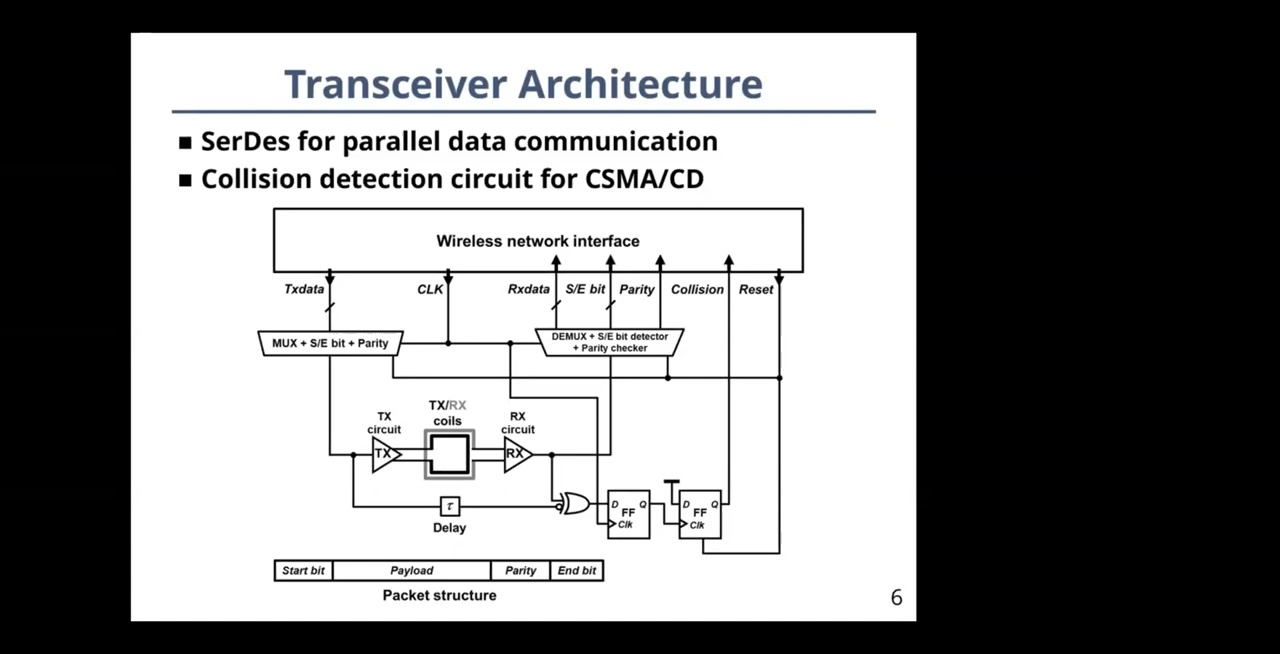 Transceiver Architecture
■ SerDes for parallel data communication
■ Collision detection circuit for CSMA/CD
Wireless network interface
Txdata
CLK
Rxdata
S/E bit
Parity
Collision
Reset
MUX + S/E bit + Parity
DEMUX + S/E bit detector
+ Parity checker
TX
circuit
TX/RX
coils
RX
circuit
TX
RX
τ
Delay
D Q
FF
Clk
D Q
FF
Clk
Start bit Payload Parity End bit
Packet structure
6